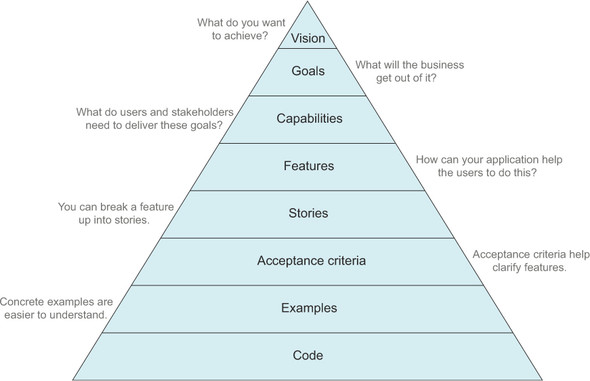 What do you want
to achieve?
Vision
Goals
What will the business
get out of it?
What do users and stakeholders
need to deliver these goals?
Capabilities
Features
How can your application help
the users to do this?
You can break a feature
up into stories.
Stories
Acceptance criteria
Acceptance criteria help
clarify features.
Concrete examples are
easier to understand.
Examples
Code